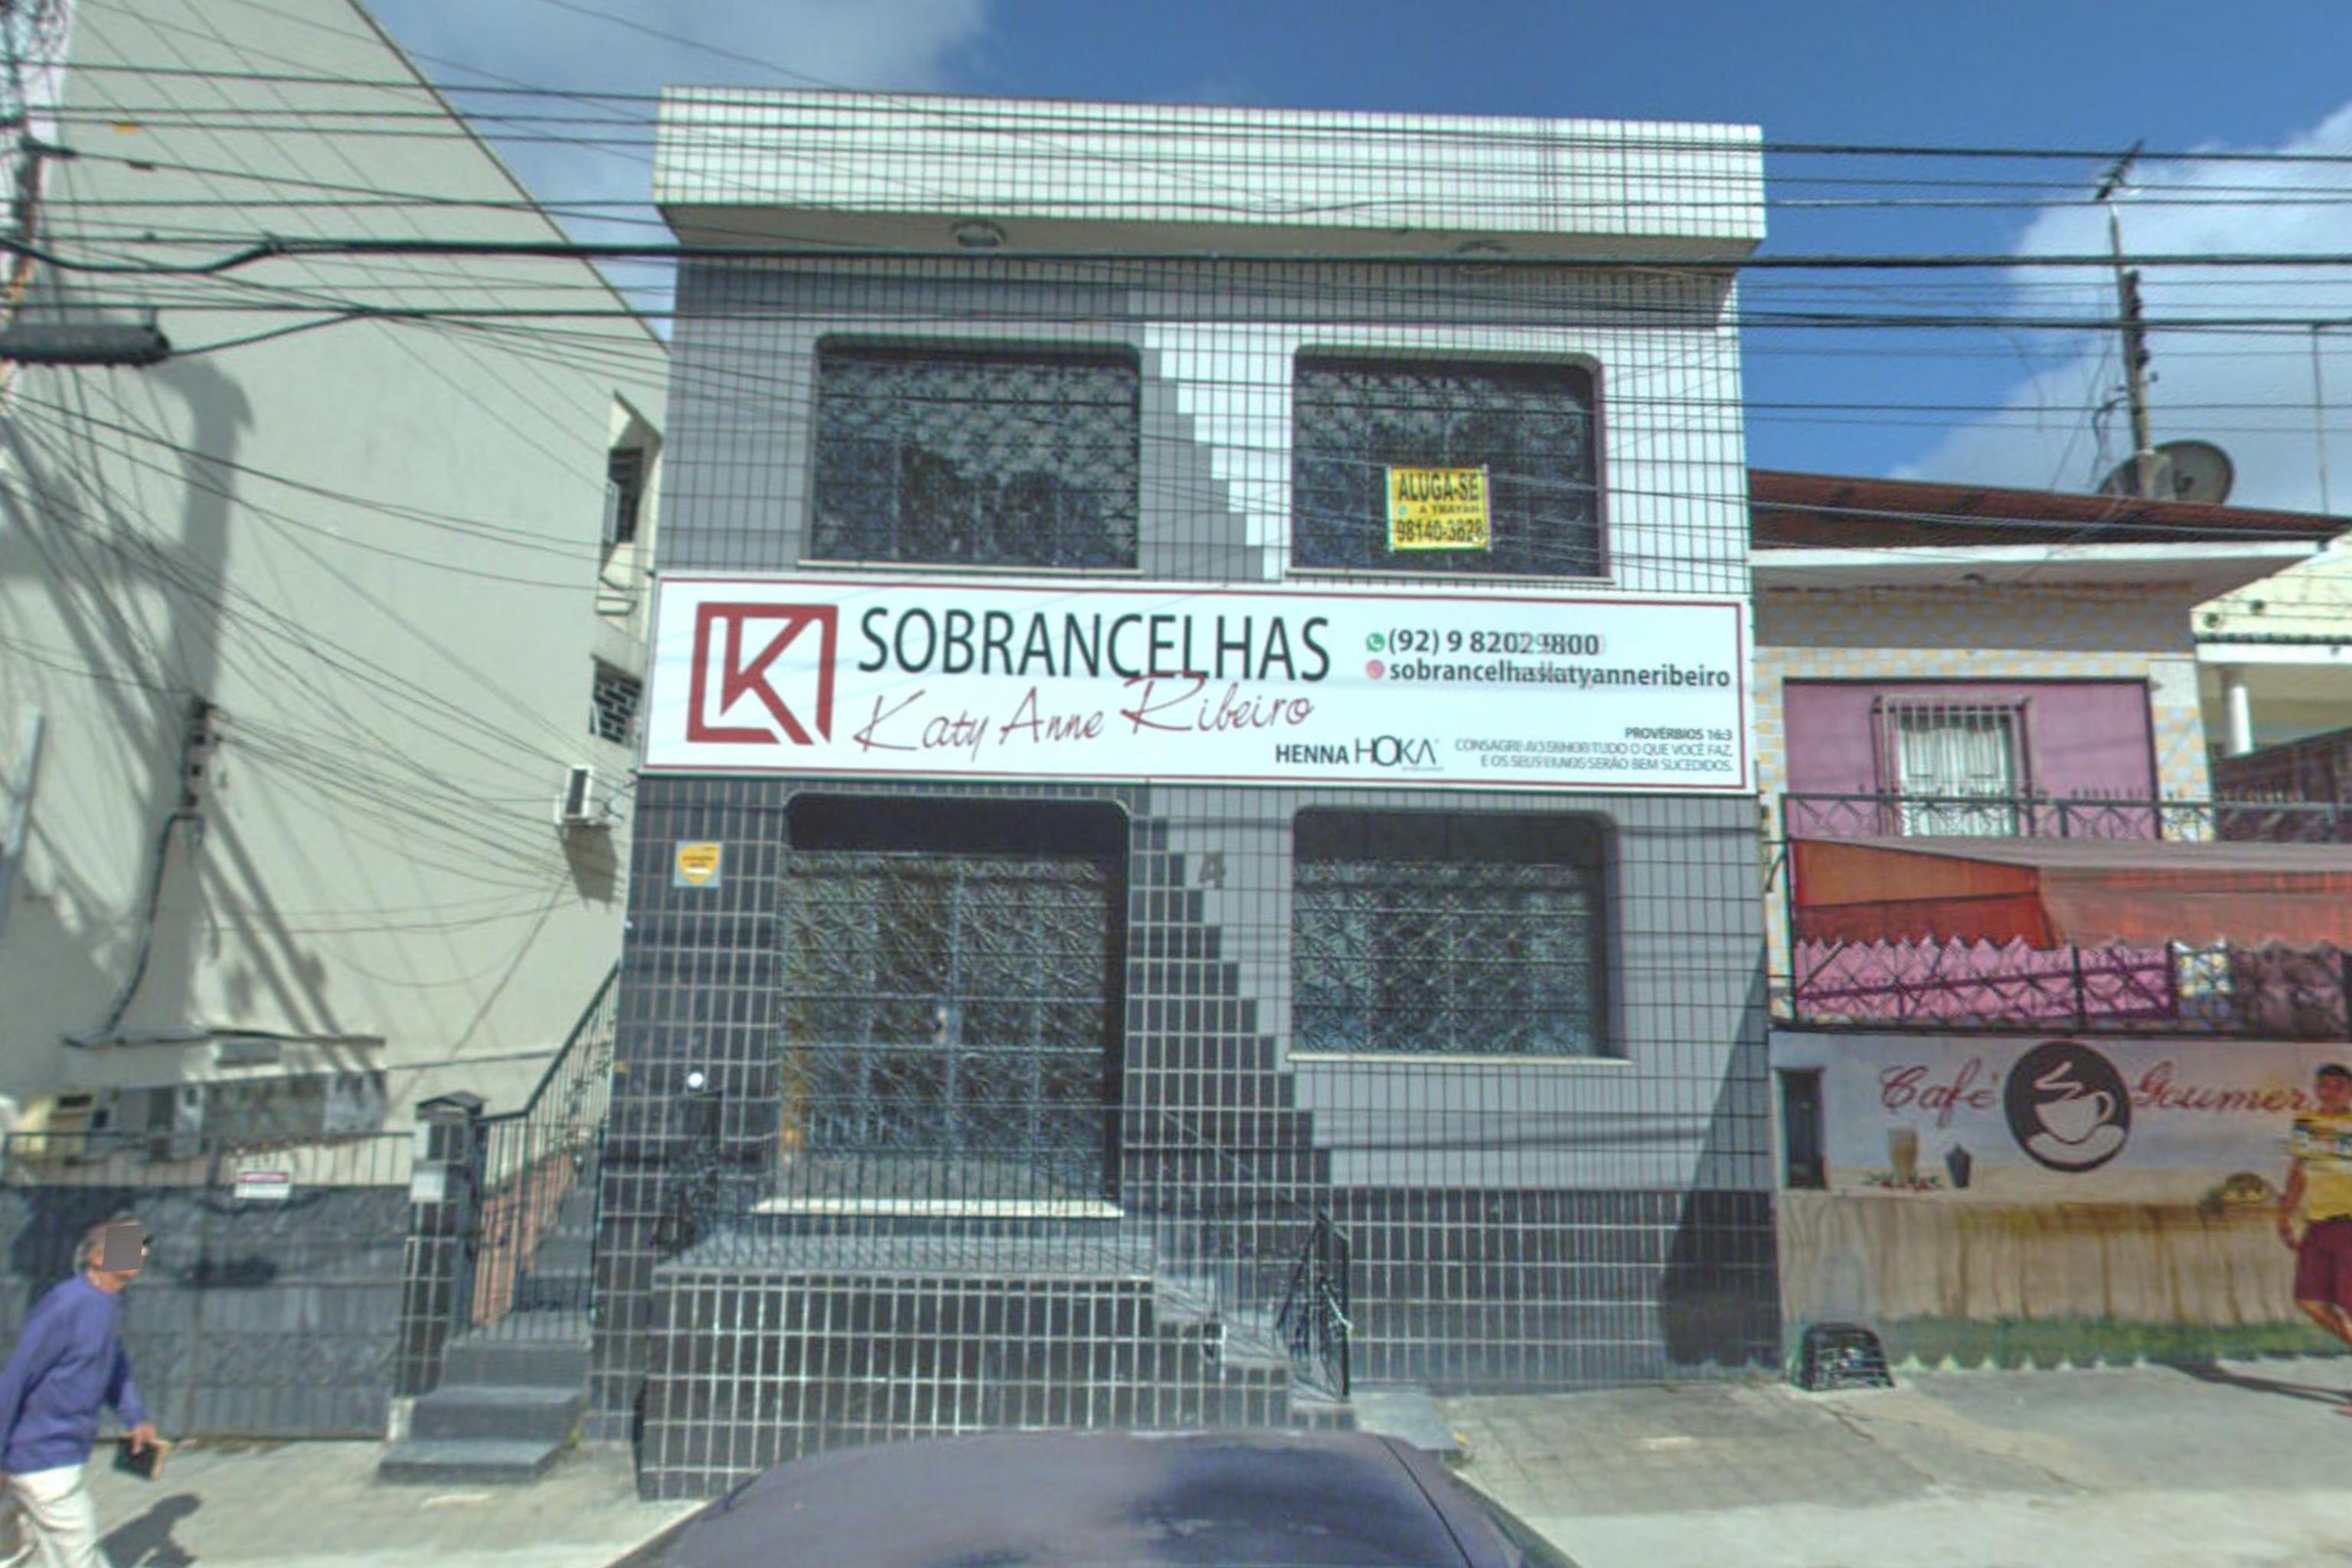 ALUGA-SE
A TRATAR
98140-3828
K
SOBRANCELHAS
Katy Anne Ribeiro
(92) 9 8202 9800
sobrancelhaskatyanneribeiro
HENNA HOKA
PROVÉRBIOS 16:3
CONSAGRE AO SENHOR TUDO O QUE VOCÊ FAZ,
E OS SEUS PLANOS SERÃO BEM SUCEDIDOS.
4
Café Goumer